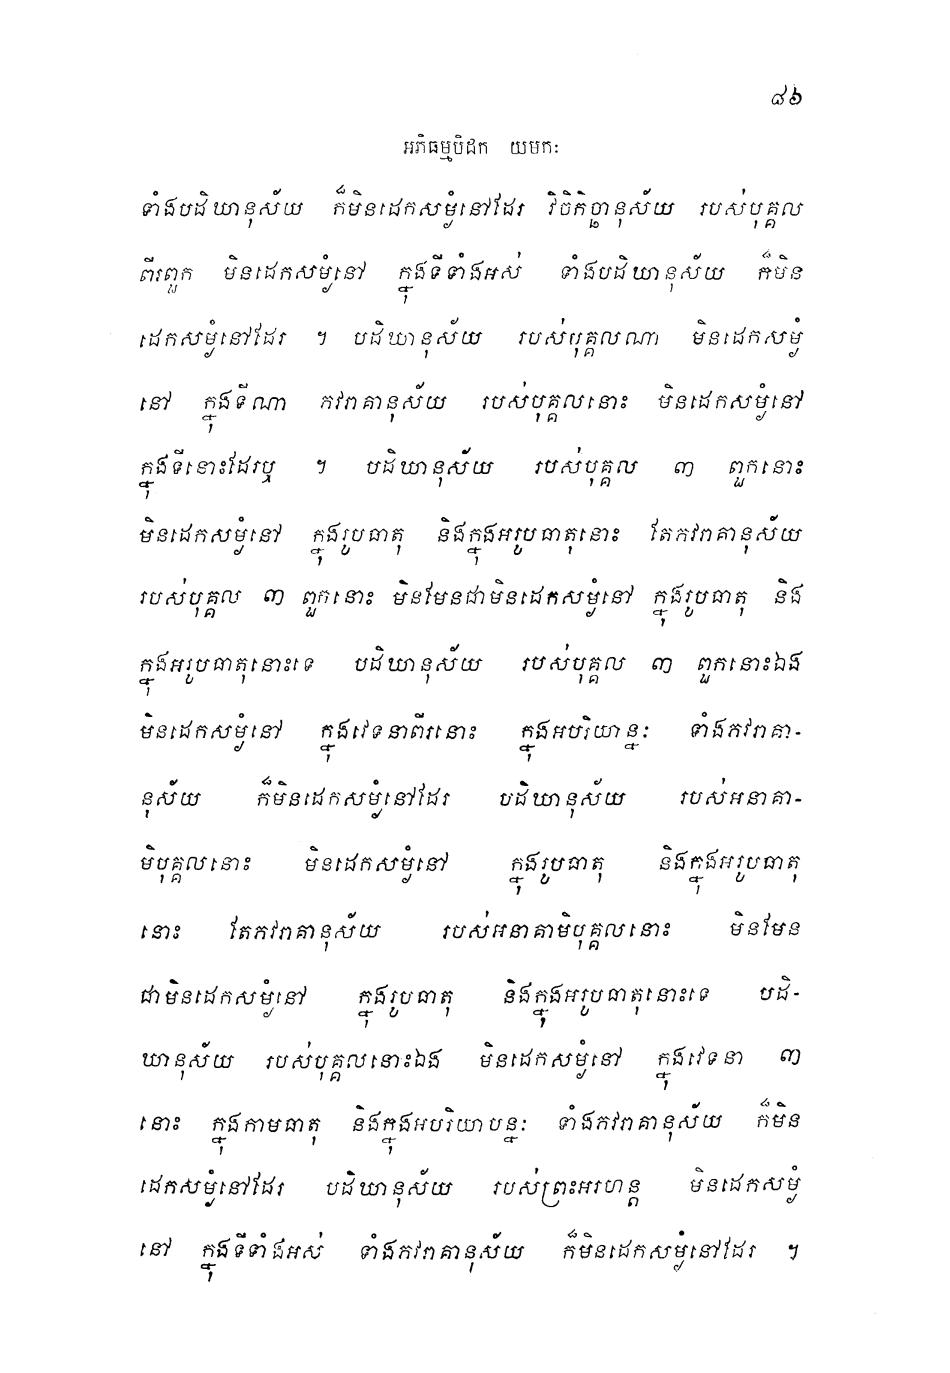 ៨៦
អភិធម្មបិដក យមកៈ
ទាំងបដិឃានុស័យ ក៏មិនដេកសម្ងំនៅដែរ វិចិកិច្ឆានុស័យ របស់បុគ្គល
ពីរពួក មិនដេកសម្ងំនៅ ក្នុងទីទាំងអស់ ទាំងបដិឃានុស័យ ក៏មិន
ដេកសម្ងំនៅដែរ ។ បដិឃានុស័យ របស់បុគ្គលណា មិនដេកសម្ងំ
នៅ ក្នុងទីណា ភវរាគានុស័យ របស់បុគ្គលនោះ មិនដេកសម្ងំនៅ
ក្នុងទីនោះដែរឬ ។ បដិឃានុស័យ របស់បុគ្គល ៣ ពួកនោះ
មិនដេកសម្ងំនៅ ក្នុងរូបធាតុ និងក្នុងអរូបធាតុនោះ តែភវរាគានុស័យ
របស់បុគ្គល ៣ ពួកនោះ មិនមែនជាមិនដេកសម្ងំនៅ ក្នុងរូបធាតុ និង
ក្នុងអរូបធាតុនោះទេ បដិឃានុស័យ របស់បុគ្គល ៣ ពួកនោះឯង
មិនដេកសម្ងំនៅ ក្នុងវេទនាពីរនោះ ក្នុងអបរិយាន្នៈ ទាំងភវរាគា-
នុស័យ ក៏មិនដេកសម្ងំនៅដែរ បដិឃានុស័យ របស់អនាគា-
មិបុគ្គលនោះ មិនដេកសម្ងំនៅ ក្នុងរូបធាតុ និងក្នុងអរូបធាតុ
នោះ តែភវរាគានុស័យ របស់អនាគាមិបុគ្គលនោះ មិនមែន
ជាមិនដេកសម្ងំនៅ ក្នុងរូបធាតុ និងក្នុងអរូបធាតុនោះទេ បដិ-
ឃានុស័យ របស់បុគ្គលនោះឯង មិនដេកសម្ងំនៅ ក្នុងវេទនា ៣
នោះ ក្នុងកាមធាតុ និងក្នុងអបរិយាបន្នៈ ទាំងភវរាគានុស័យ ក៏មិន
ដេកសម្ងំនៅដែរ បដិឃានុស័យ របស់ព្រះអរហន្ត មិនដេកសម្ងំ
នៅ ក្នុងទីទាំងអស់ ទាំងភវរាគានុស័យ ក៏មិនដេកសម្ងំនៅដែរ ។